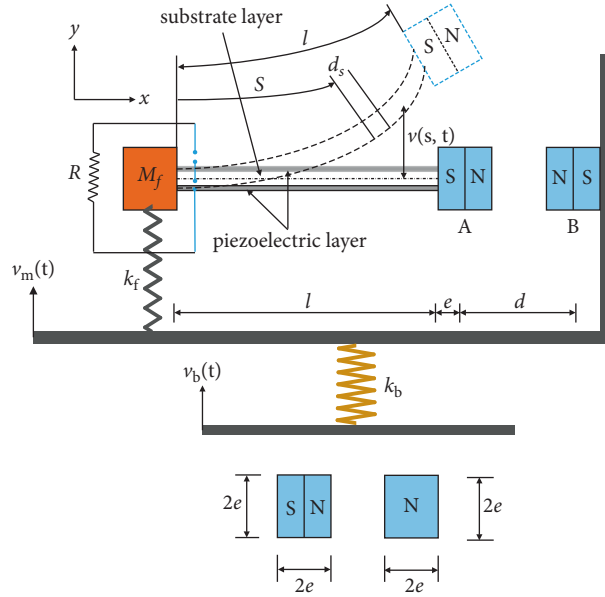 substrate layer
y
l
S N
d_s
S
x
v(s, t)
R
M_f
S N
N S
A
B
piezoelectric layer
v_m(t)
k_f
l
e
d
v_b(t)
k_b
2e
S N
N
2e
2e
2e